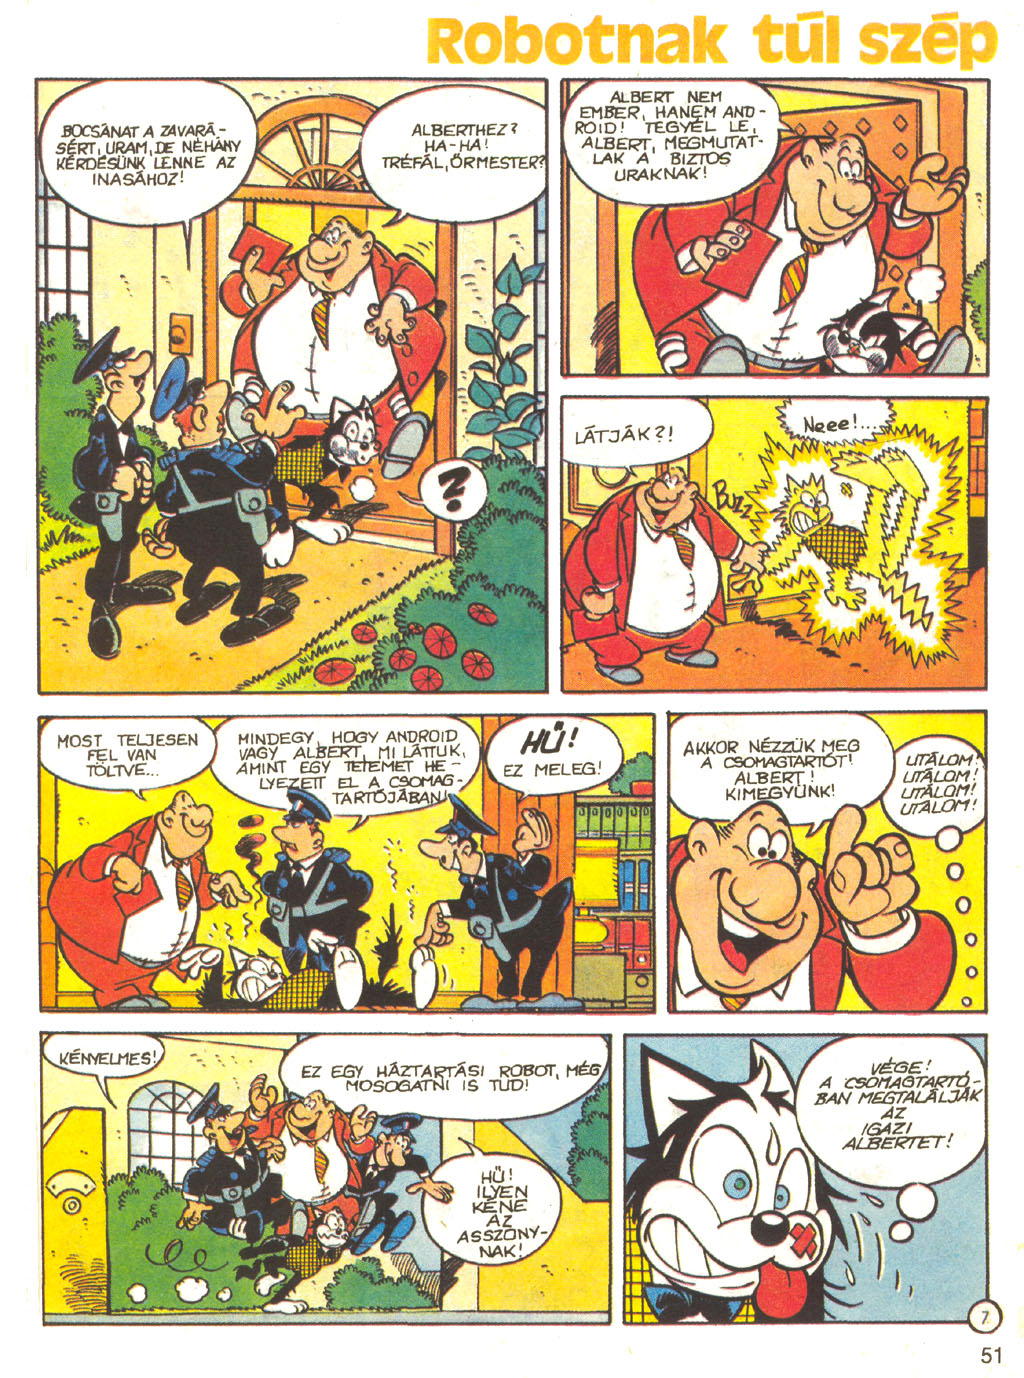 Robotnak túl szép
BOCSÁNAT A ZAVARÁ-
SÉRT, URAM, DE NÉHÁNY
KÉRDÉSÜNK LENNE AZ
INASÁHOZ!
ALBERTHEZ?
HA-HA!
TRÉFÁL, ŐRMESTER?
?
ALBERT NEM
EMBER, HANEM AND-
ROID! TEGYÉL LE,
ALBERT, MEGMUTAT-
LAK A BIZTOS
URAKNAK!
LÁTJÁK?!
BUZZ
Neee!...
MOST TELJESEN
FEL VAN
TÖLTVE...
MINDEGY, HOGY ANDROID
VAGY ALBERT, MI LÁTTUK,
AMINT EGY TETEMET HE-
LYEZETT EL A CSOMAG-
TARTÓJÁBAN!
HŰ!
EZ MELEG!
AKKOR NÉZZÜK MEG
A CSOMAGTARTÓT!
ALBERT!
KIMEGYÜNK!
UTÁLOM!
UTÁLOM!
UTÁLOM!
UTÁLOM!
KÉNYELMES!
EZ EGY HÁZTARTÁSI ROBOT, MÉG
MOSOGATNI IS TUD!
HŰ!
ILYEN
KÉNE
AZ
ASSZONY-
NAK!
VÉGE!
A CSOMAGTARTÓ-
BAN MEGTALÁLJÁK
AZ
IGAZI
ALBERTET!
7
51